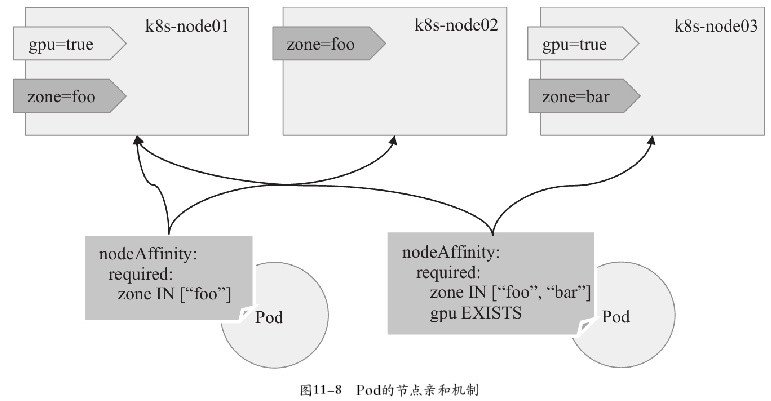 k8s-node01
gpu=true
zone=foo
k8s-node02
zone=foo
k8s-node03
gpu=true
zone=bar
nodeAffinity:
required:
zone IN [“foo”]
Pod
nodeAffinity:
required:
zone IN [“foo”, “bar”]
gpu EXISTS
Pod
图11-8 Pod的节点亲和机制